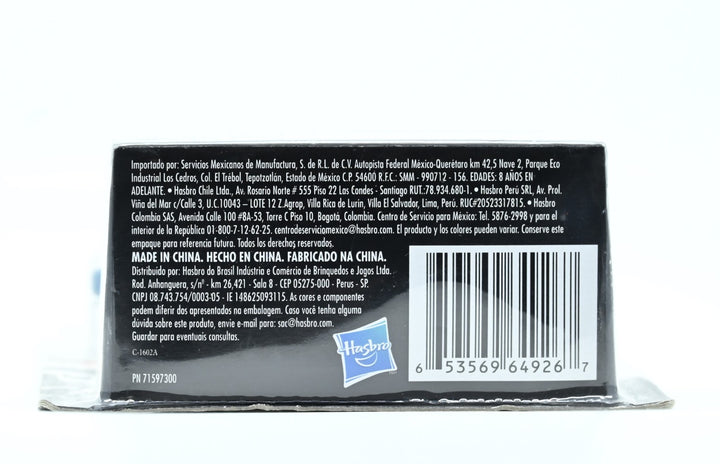 Importado por: Servicios Mexicanos de Manufactura, S. de R.L. de C.V. Autopista Federal México-Querétaro km 42,5 Nave 2, Parque Eco
Industrial Los Cedros, Col. El Trébol, Tepotzotlán, Estado de México C.P. 54600 R.F.C.: SMM - 990712 - 156. EDADES: 8 AÑOS EN
ADELANTE. • Hasbro Chile Ltd., Av. Rosario Norte # 555 Piso 22 Las Condes - Santiago RUT:78.934.680-1. • Hasbro Perú SRL, Av. Prol.
Viña del Mar c/Calle 3, U.C.10043 – LOTE 12 Z.Agrop, Villa Rica de Lurin, Villa El Salvador, Lima, Perú. RUC#20523317815. • Hasbro
Colombia SAS, Avenida Calle 100 #8A-53, Torre C Piso 10, Bogotá, Colombia. Centro de Servicio para México: Tel. 5876-2998 y para el
interior de la República 01-800-7-12-62-25. centrodeserviciomexico@hasbro.com. El producto y los colores pueden variar. Conserve este
empaque para referencia futura. Todos los derechos reservados.
MADE IN CHINA. HECHO EN CHINA. FABRICADO NA CHINA.
Distribuido por: Hasbro do Brasil Indústria e Comércio de Brinquedos e Jogos Ltda.
Rod. Anhanguera, s/nº - km 26,421 - Sala 8 - CEP 05275-000 - Perus - SP.
CNPJ 08.743.754/0003-05 - IE 148625093115. As cores e componentes
podem diferir dos apresentados na embalagem. Caso você tenha alguma
dúvida sobre este produto, envie e-mail para: sac@hasbro.com.
Guardar para eventuais consultas.
C-1602A
PN 71597300
Hasbro
6 53569 64926 7